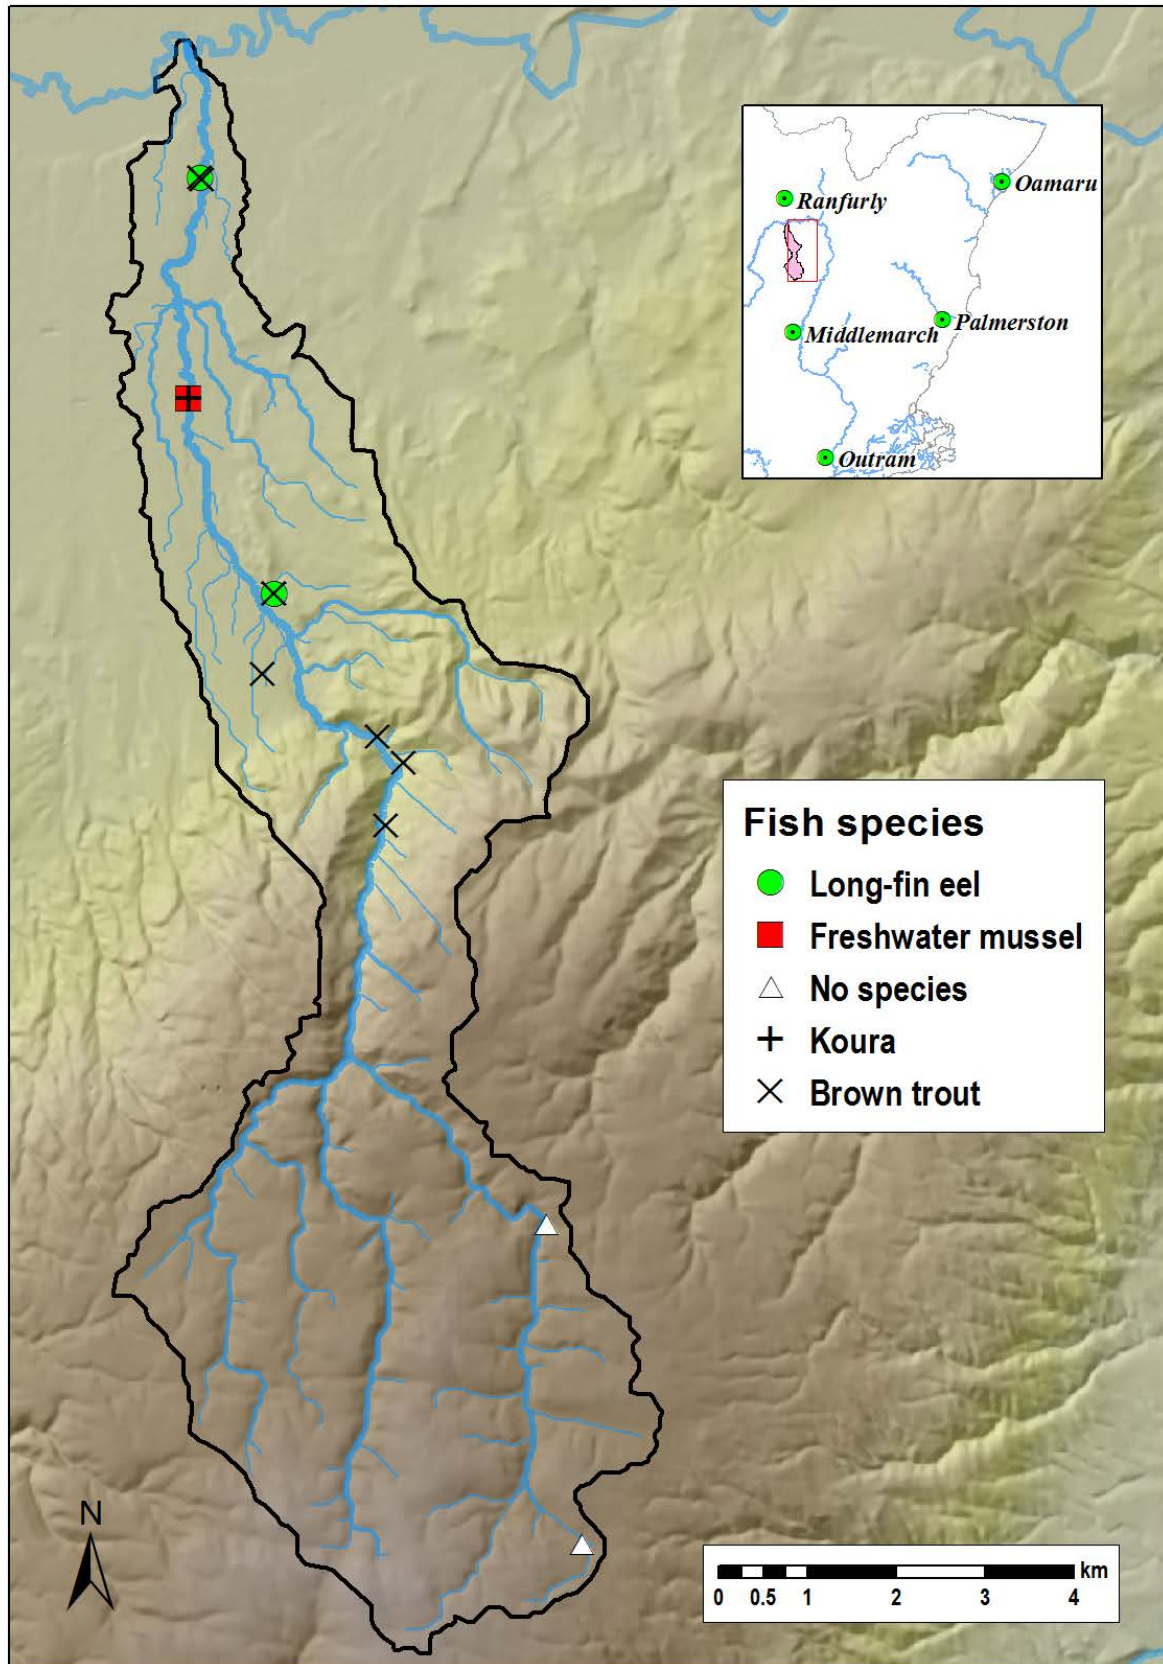 Ranfurly
Oamaru
Middlemarch
Palmerston
Outram
Fish species
Long-fin eel
Freshwater mussel
No species
Koura
Brown trout
N
km
0 0.5 1 2 3 4